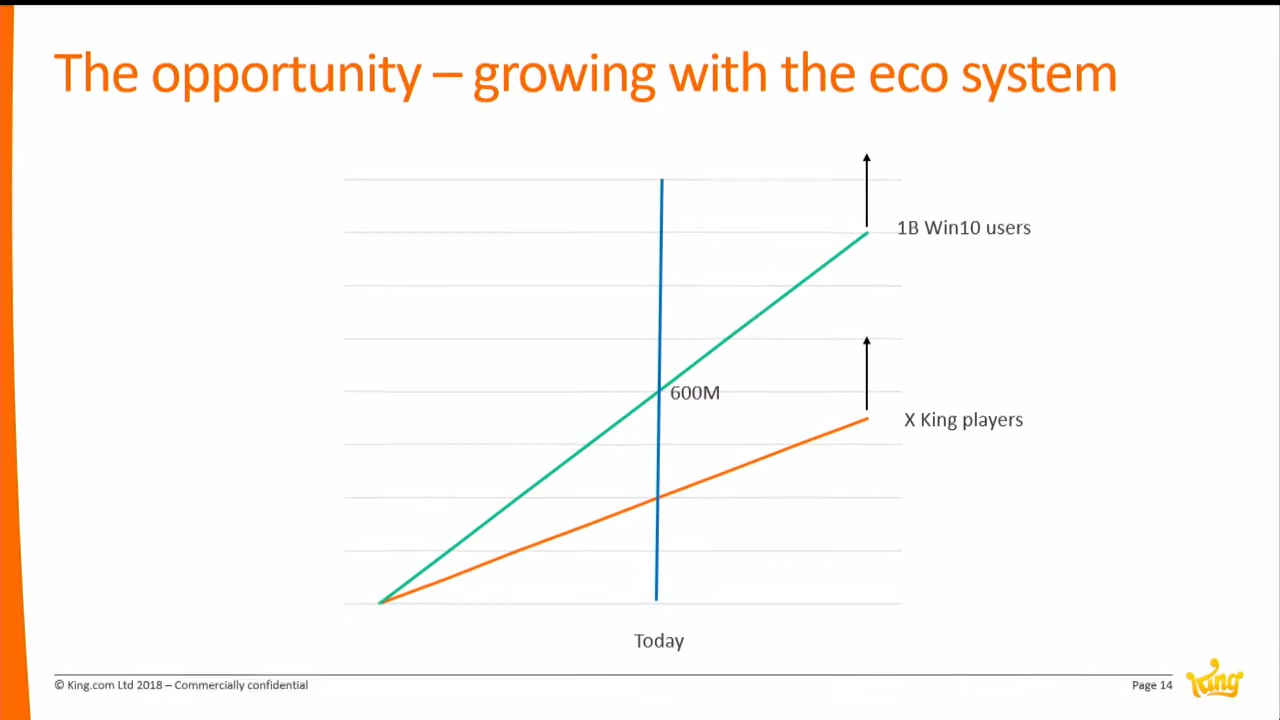 The opportunity – growing with the eco system
1B Win10 users
600M
X King players
Today
© King.com Ltd 2018 – Commercially confidential
Page 14
King